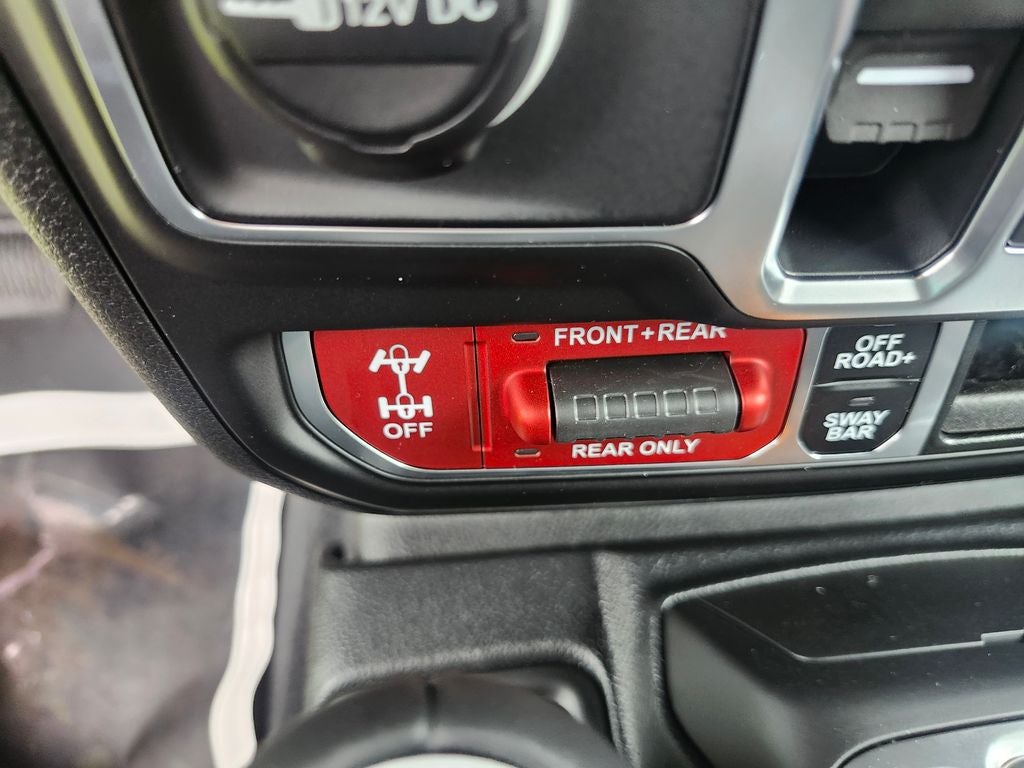 12V DC
FRONT+REAR
OFF
REAR ONLY
OFF
ROAD+
SWAY
BAR